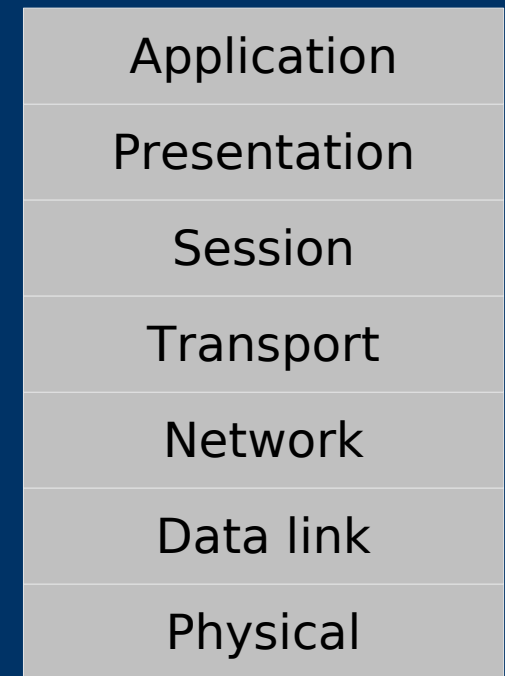 Application
Presentation
Session
Transport
Network
Data link
Physical